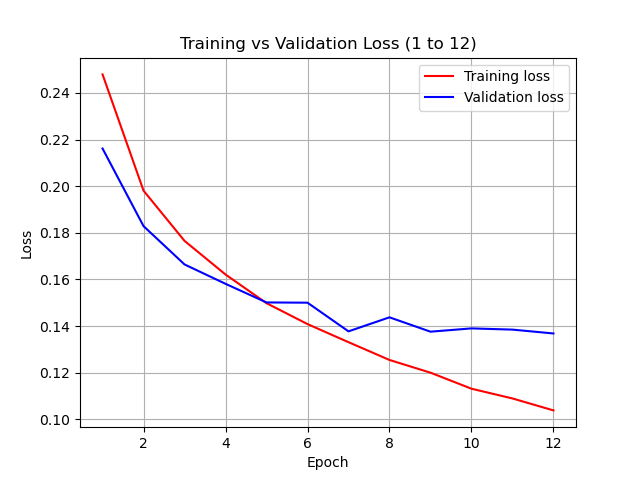 Training vs Validation Loss (1 to 12)
Training loss
Validation loss
0.24
0.22
0.20
0.18
0.16
0.14
0.12
0.10
Loss
2 4 6 8 10 12
Epoch